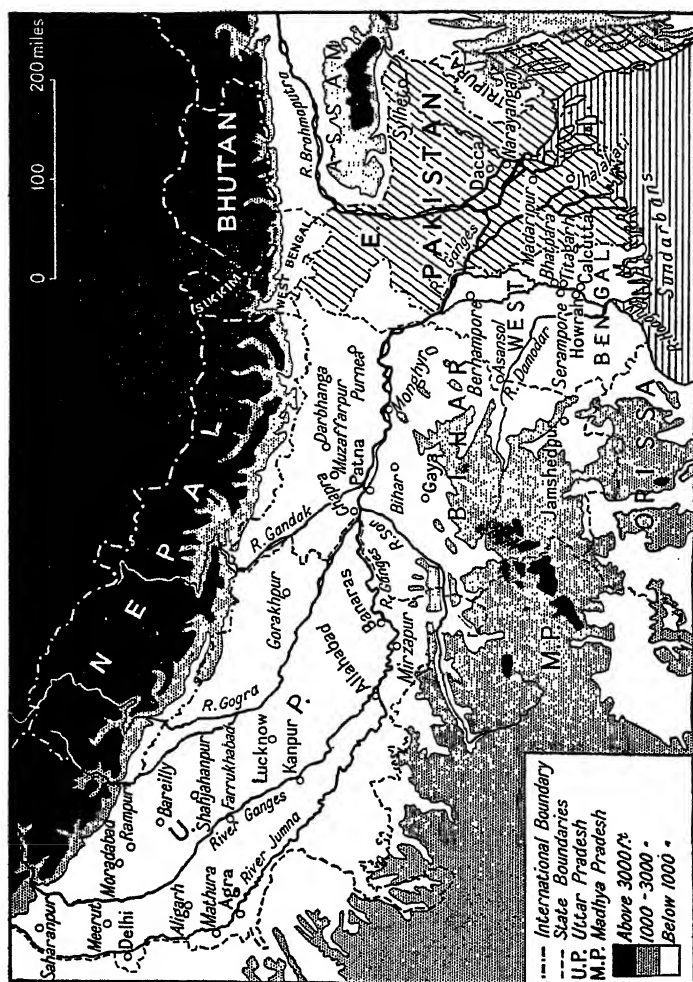 0 100 200 miles
BHUTAN
SIKKIM
NEPAL
WEST BENGAL
R. Brahmaputra
ASSAM
Sylhet
TRIPURA
E.
PAKISTAN
Dacca
Narayanganj
R. Ganges
Madaripur
Jhalakati
Sundarbans
Saharanpur
Meerut
Delhi
Moradabad
Rampur
Bareilly
Shahjahanpur
Farrukhabad
Aligarh
Mathura
Agra
U. P.
River Ganges
River Jumna
Lucknow
Kanpur
R. Gogra
Gorakhpur
R. Gandak
Allahabad
Banaras
R. Ganges
Mirzapur
R. Son
Chapra
Patna
Muzaffarpur
Darbhanga
Purnea
Monghyr
Bihar
Gaya
BIHAR
Berhampore
Asansol
R. Damodar
WEST
BENGAL
Bhatpara
Titagarh
Serampore
Howrah
Calcutta
Jamshedpur
ORISSA
M.P.
International Boundary
State Boundaries
U.P. Uttar Pradesh
M.P. Madhya Pradesh
Above 3000 ft
1000 - 3000 "
Below 1000 "